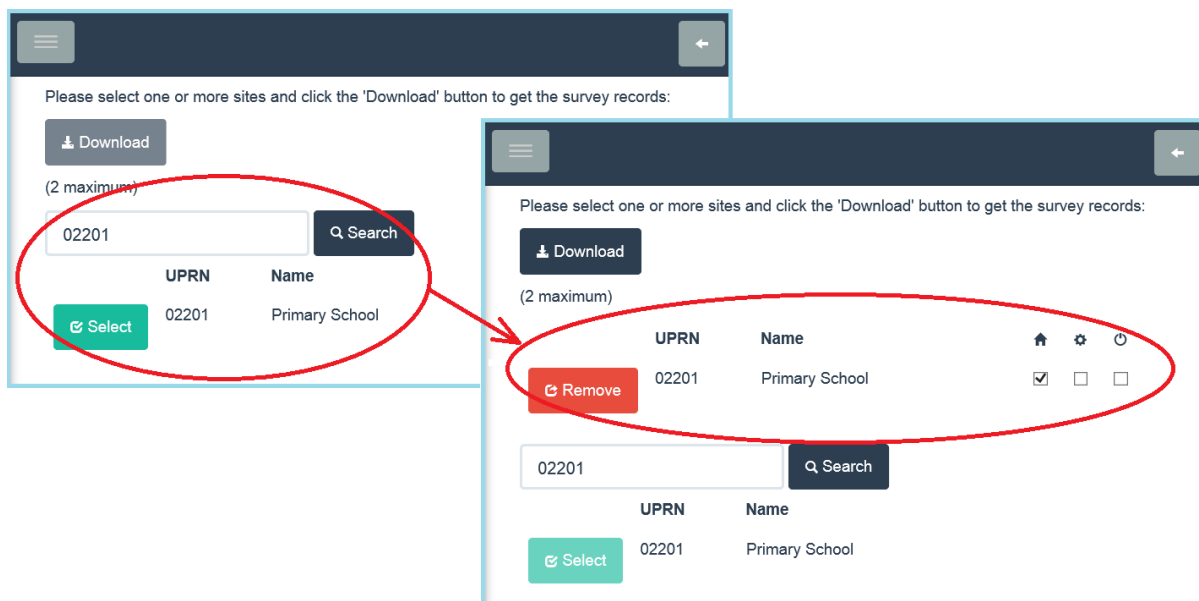 Please select one or more sites and click the 'Download' button to get the survey records:
Download
(2 maximum)
02201 Search
UPRN Name
Select 02201 Primary School
Please select one or more sites and click the 'Download' button to get the survey records:
Download
(2 maximum)
UPRN Name
Remove 02201 Primary School
02201 Search
UPRN Name
Select 02201 Primary School